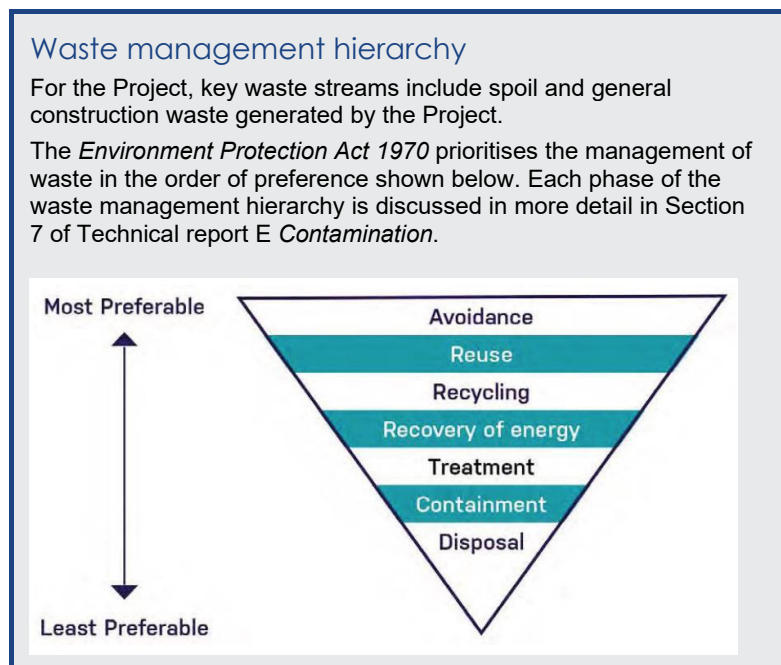 Waste management hierarchy
For the Project, key waste streams include spoil and general
construction waste generated by the Project.
The Environment Protection Act 1970 prioritises the management of
waste in the order of preference shown below. Each phase of the
waste management hierarchy is discussed in more detail in Section
7 of Technical report E Contamination.
Most Preferable
Avoidance
Reuse
Recycling
Recovery of energy
Treatment
Containment
Disposal
Least Preferable